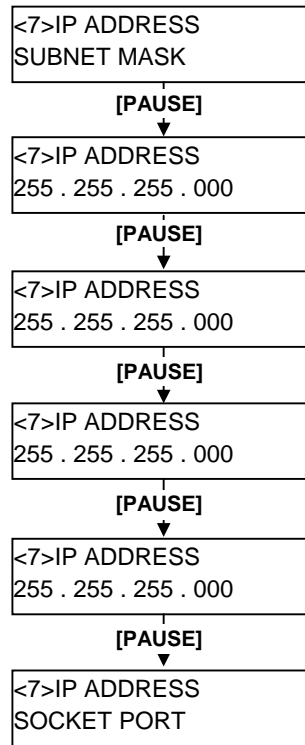 <7>IP ADDRESS
SUBNET MASK
[PAUSE]
<7>IP ADDRESS
255 . 255 . 255 . 000
[PAUSE]
<7>IP ADDRESS
255 . 255 . 255 . 000
[PAUSE]
<7>IP ADDRESS
255 . 255 . 255 . 000
[PAUSE]
<7>IP ADDRESS
255 . 255 . 255 . 000
[PAUSE]
<7>IP ADDRESS
SOCKET PORT